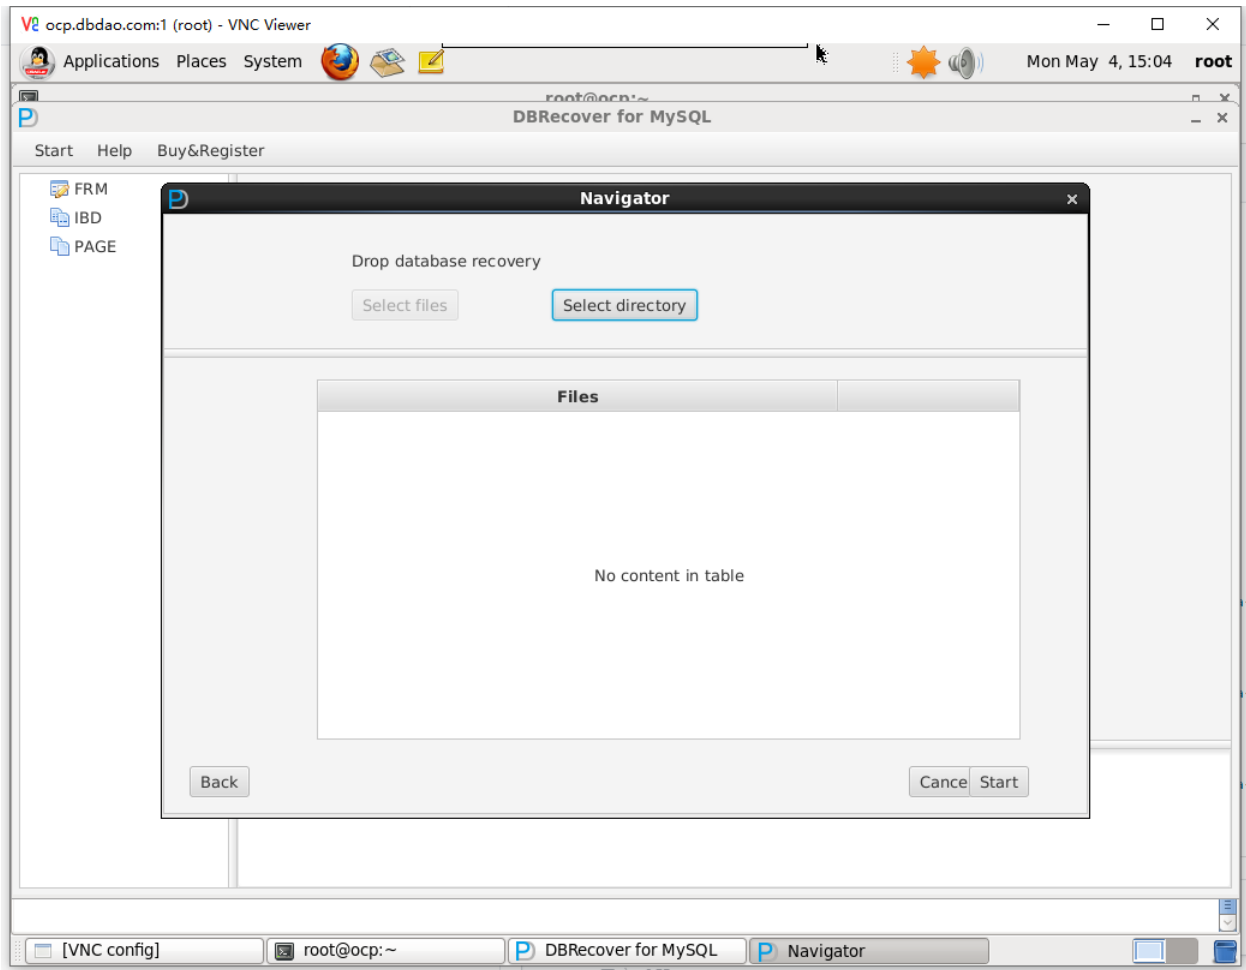 ocp.dbdao.com:1 (root) - VNC Viewer
Applications Places System
Mon May 4, 15:04 root
root@ocp:~
DBRecover for MySQL
Start Help Buy&Register
FRM
IBD
PAGE
Navigator
Drop database recovery
Select files Select directory
Files
No content in table
Back Cance Start
[VNC config] root@ocp:~ DBRecover for MySQL Navigator